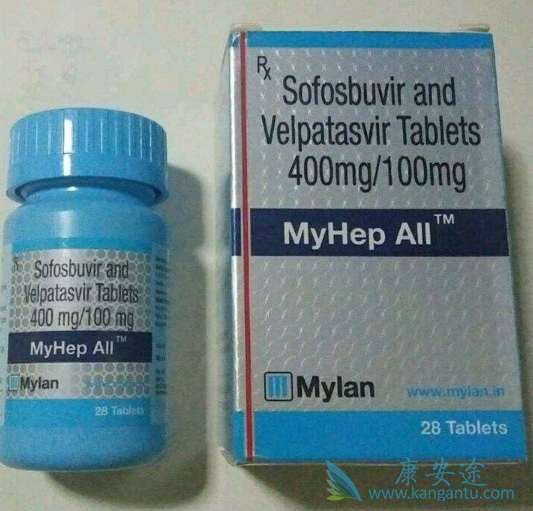 Sofosbuvir and
Velpatasvir Tablets
400 mg/100 mg
MyHep All™
Mylan
28 Tablets
Rx
Sofosbuvir and
Velpatasvir Tablets
400mg/100mg
MyHep All™
Mylan
www.mylan.in
28 Tablets
康安途
www.kangantu.com